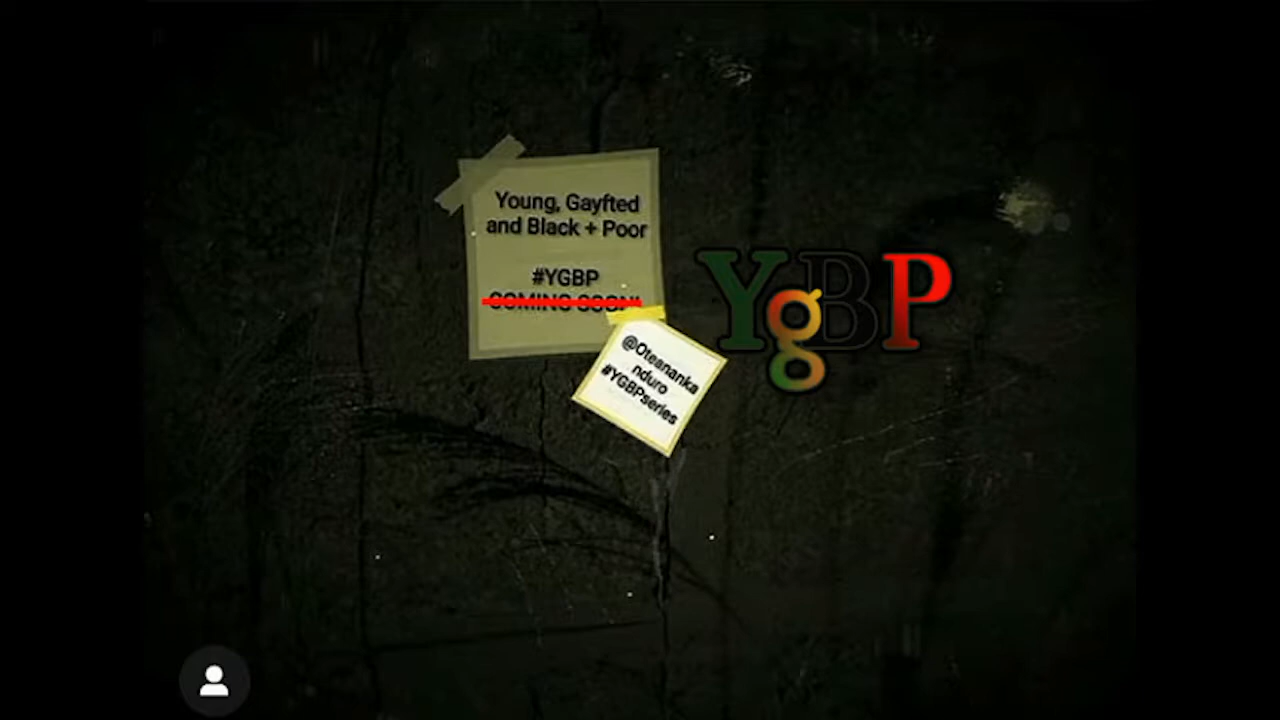 Young, Gayfted
and Black + Poor
#YGBP
COMING SOON!
@Oteananka
nduro
#YGBPseries
YgBP